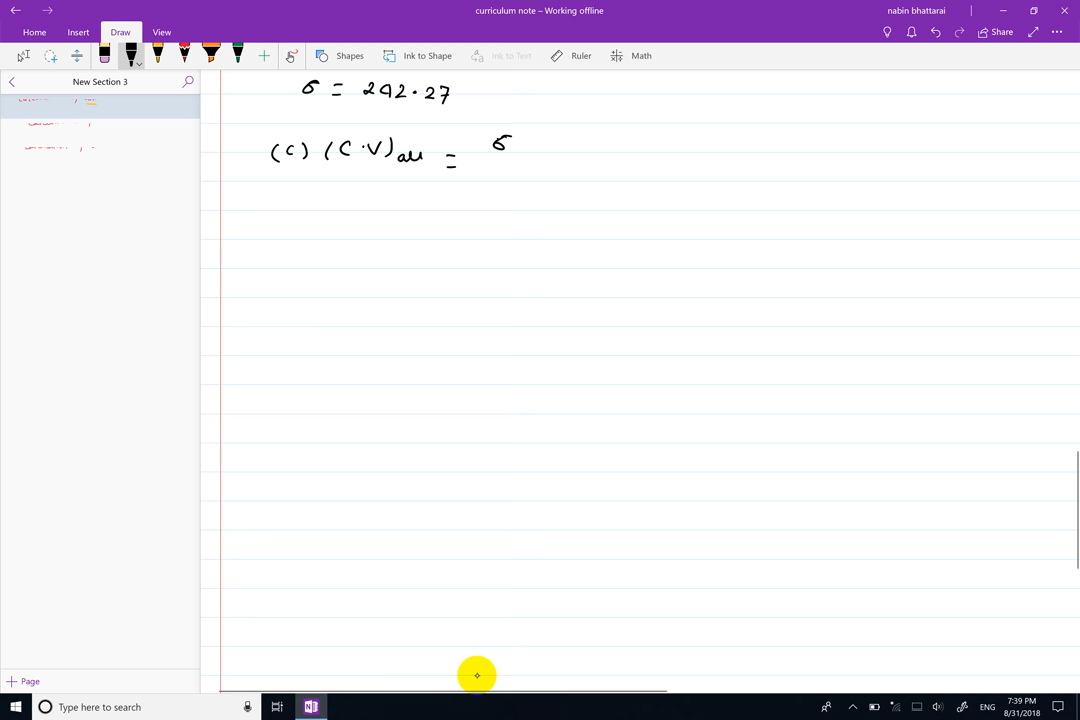 curriculum note – Working offline
nabin bhattarai
Home Insert Draw View
Share
Shapes Ink to Shape Ink to Text Ruler Math
New Section 3
σ = 242.27
(C) (C.V)all = σ
Page
Type here to search
ENG
7:39 PM
8/31/2018